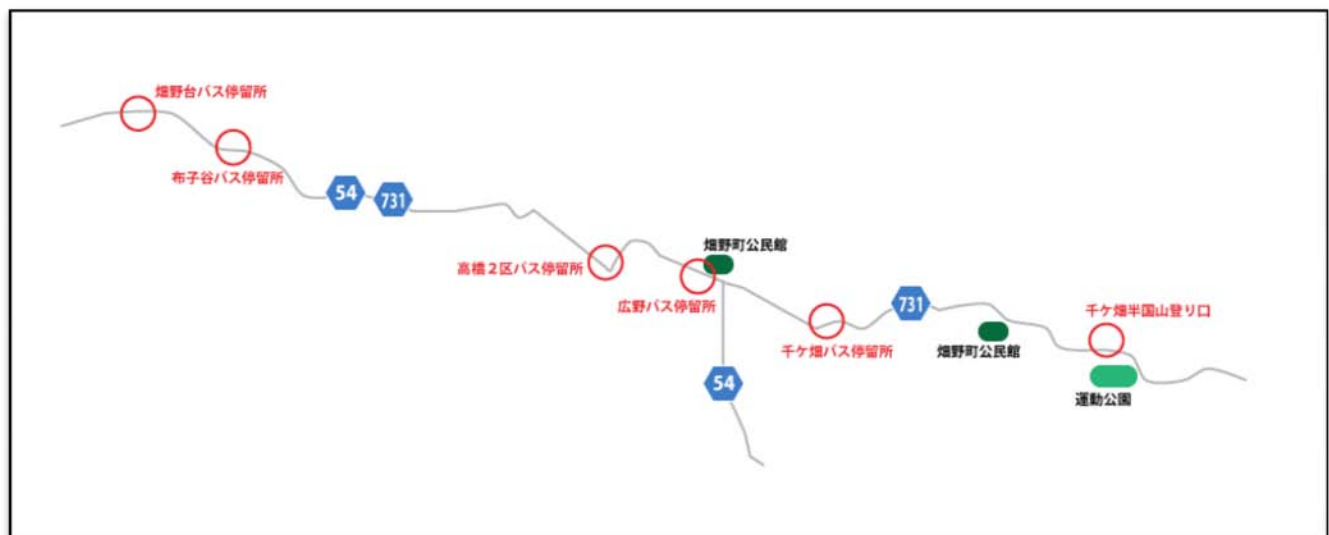 畑野台バス停留所
布子谷バス停留所
54
731
高橋２区バス停留所
畑野町公民館
広野バス停留所
54
千ケ畑バス停留所
731
畑野町公民館
千ケ畑半国山登り口
運動公園